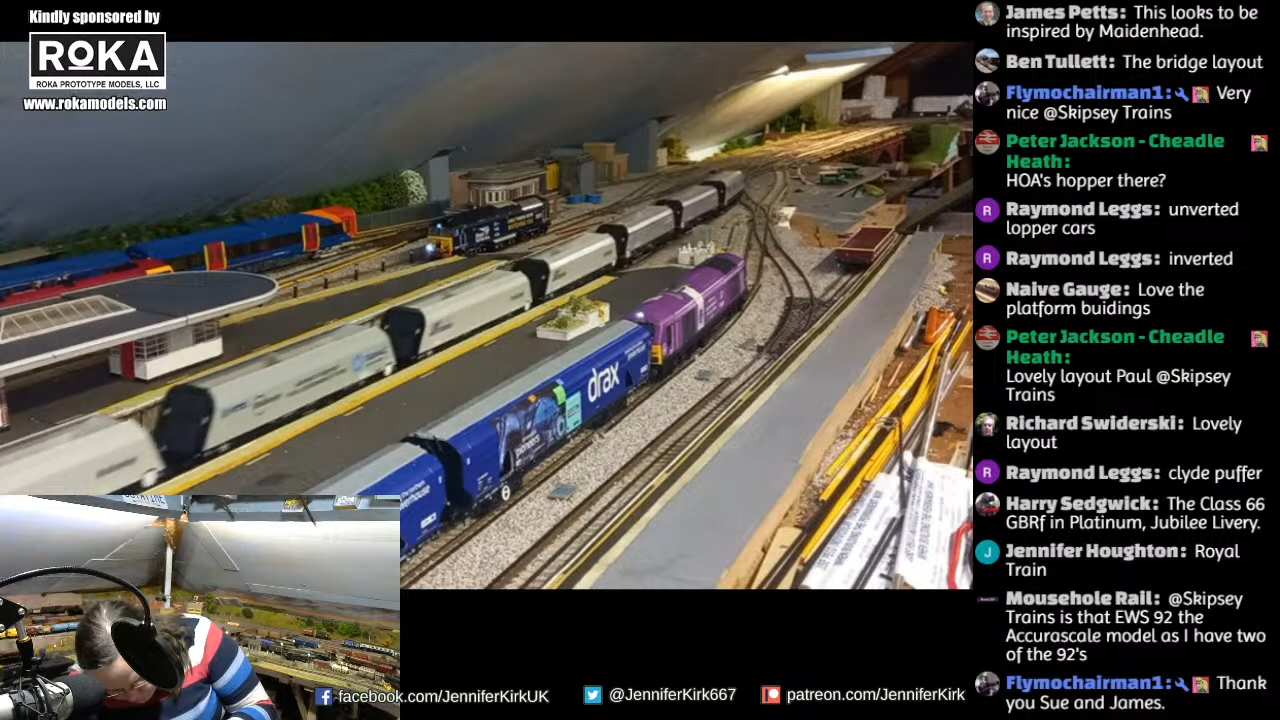 Kindly sponsored by
ROKA
ROKA PROTOTYPE MODELS, LLC
www.rokamodels.com
drax
James Petts: This looks to be
inspired by Maidenhead.
Ben Tullett: The bridge layout
Flymochairman1: Very
nice @Skipsey Trains
Peter Jackson - Cheadle
Heath:
HOA's hopper there?
R Raymond Leggs: unverted
lopper cars
R Raymond Leggs: inverted
Naive Gauge: Love the
platform buidings
Peter Jackson - Cheadle
Heath:
Lovely layout Paul @Skipsey
Trains
Richard Swiderski: Lovely
layout
R Raymond Leggs: clyde puffer
Harry Sedgwick: The Class 66
GBRf in Platinum, Jubilee Livery.
J Jennifer Houghton: Royal
Train
Mousehole Rail: @Skipsey
Trains is that EWS 92 the
Accurascale model as I have two
of the 92's
Flymochairman1: Thank
you Sue and James.
facebook.com/JenniferKirkUK
@JenniferKirk667
patreon.com/JenniferKirk